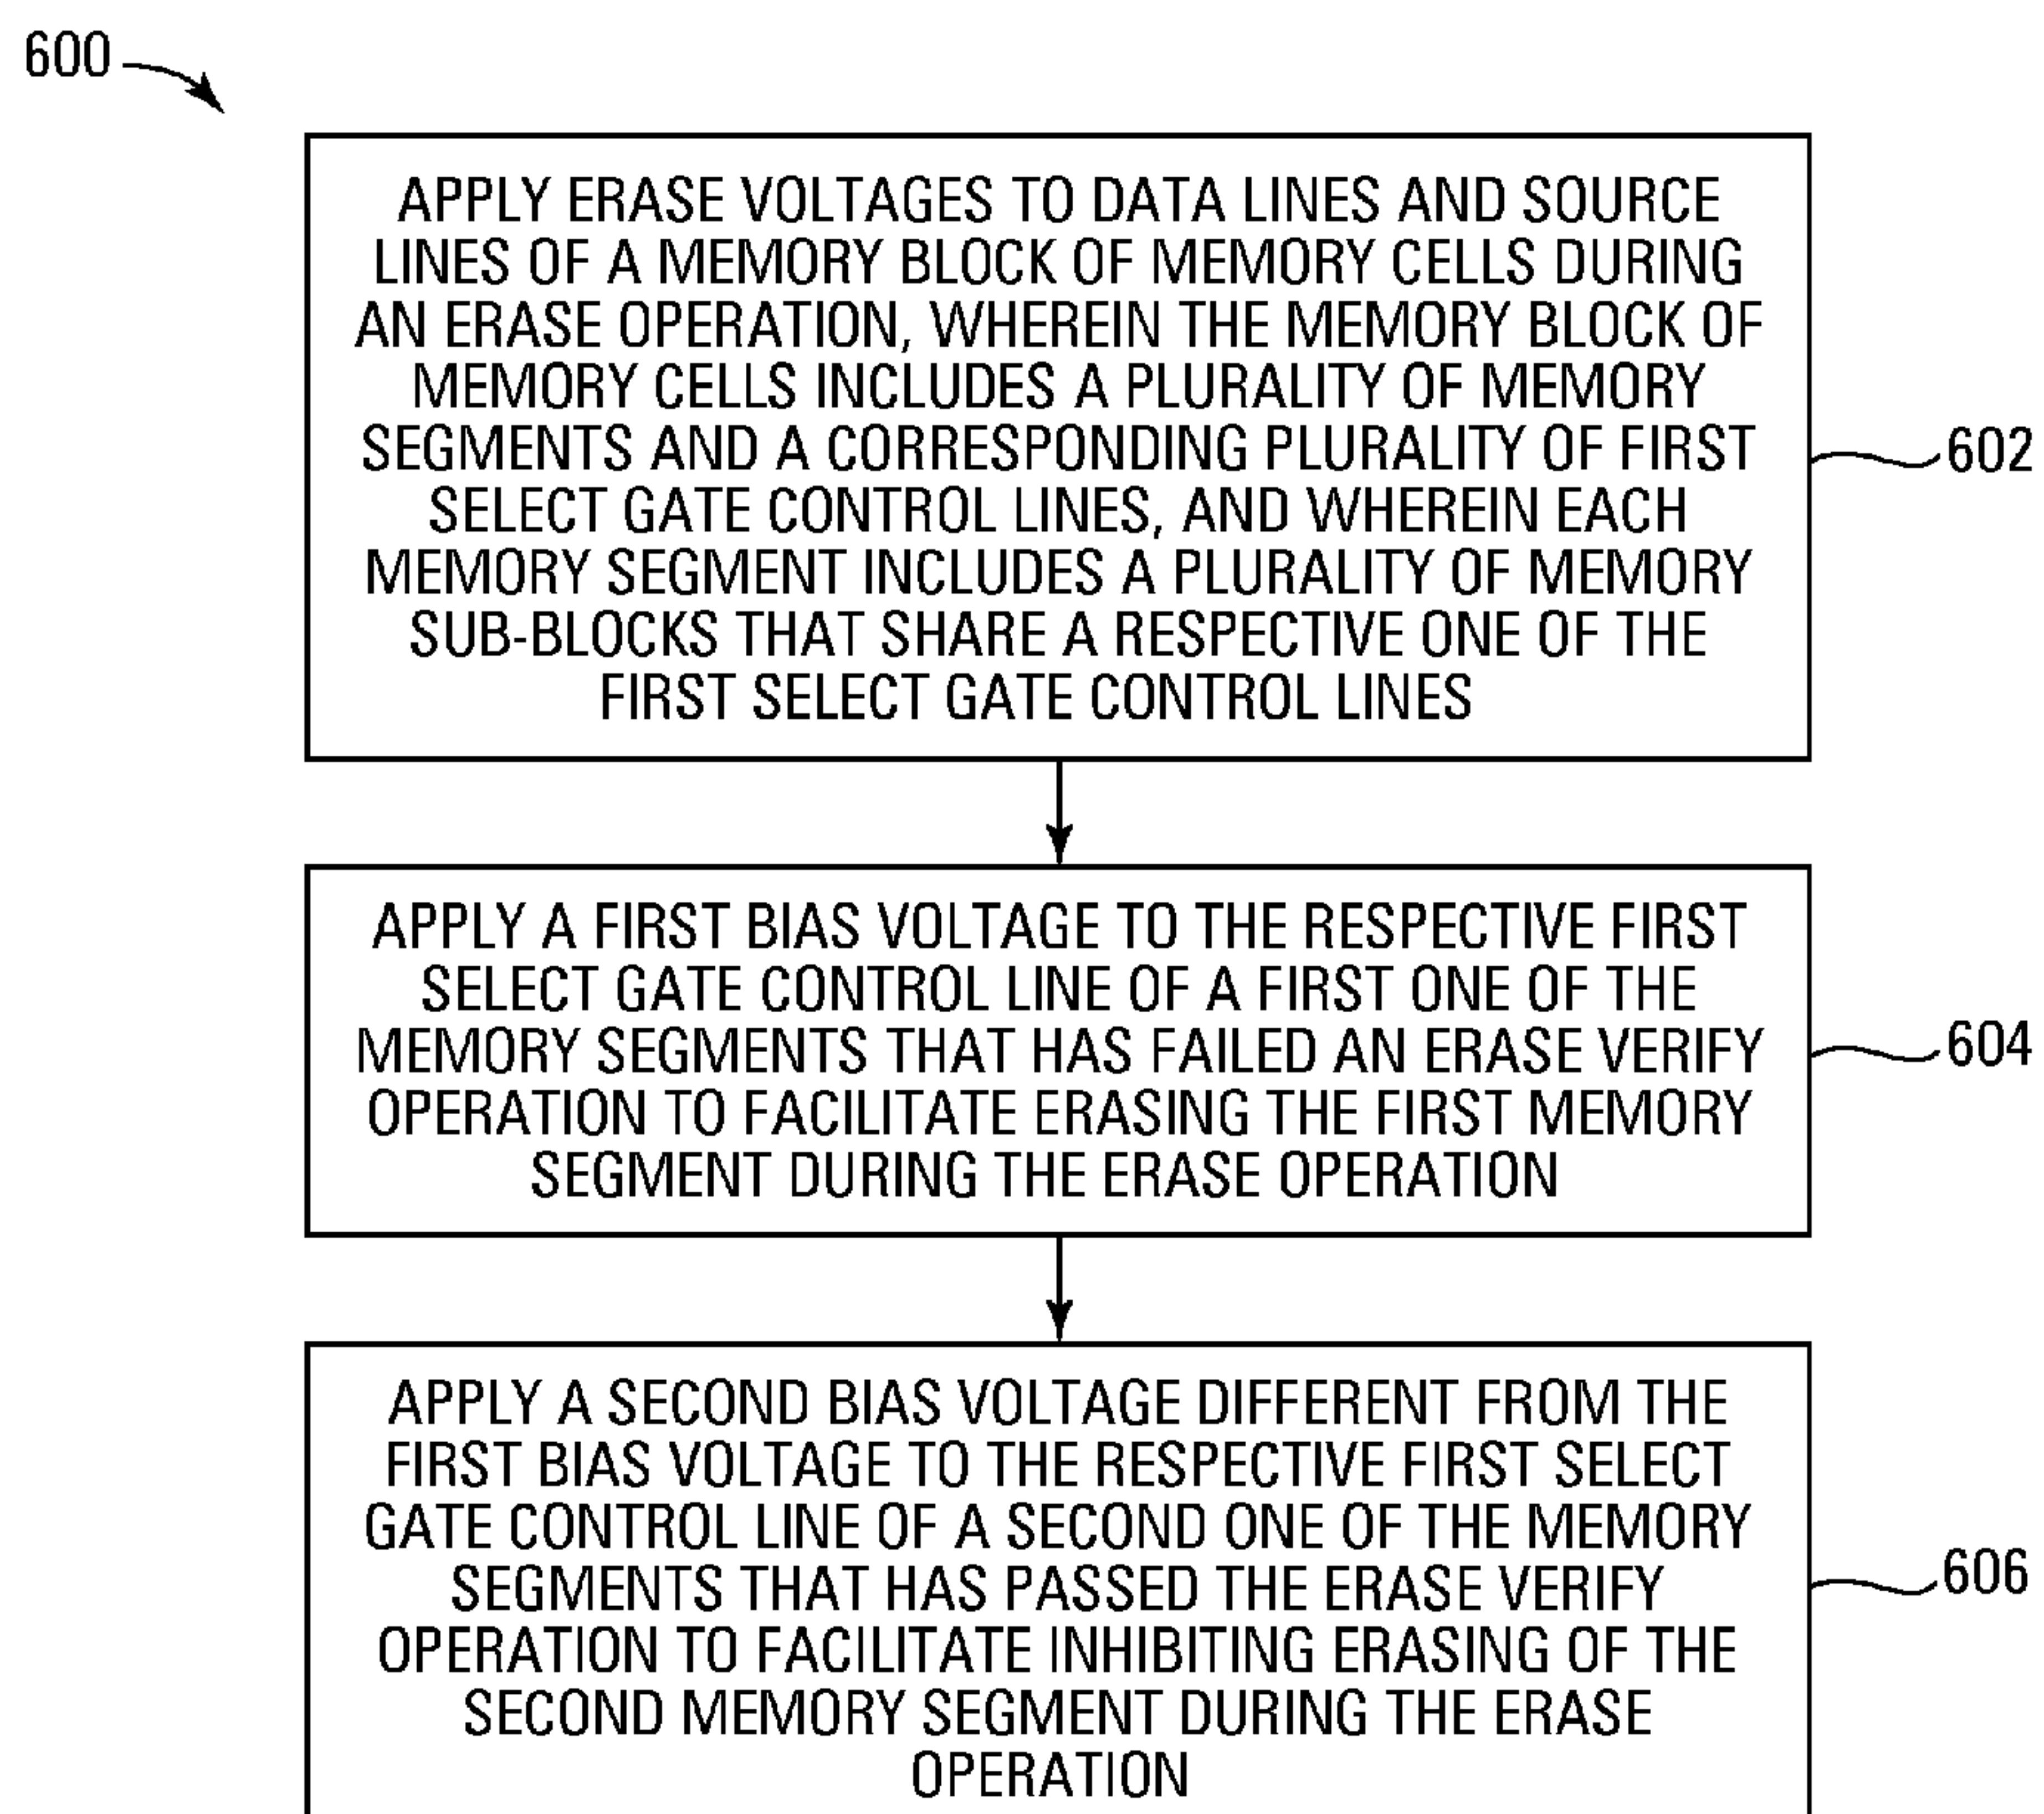 600
APPLY ERASE VOLTAGES TO DATA LINES AND SOURCE
LINES OF A MEMORY BLOCK OF MEMORY CELLS DURING
AN ERASE OPERATION, WHEREIN THE MEMORY BLOCK OF
MEMORY CELLS INCLUDES A PLURALITY OF MEMORY
SEGMENTS AND A CORRESPONDING PLURALITY OF FIRST
SELECT GATE CONTROL LINES, AND WHEREIN EACH
MEMORY SEGMENT INCLUDES A PLURALITY OF MEMORY
SUB-BLOCKS THAT SHARE A RESPECTIVE ONE OF THE
FIRST SELECT GATE CONTROL LINES
602
APPLY A FIRST BIAS VOLTAGE TO THE RESPECTIVE FIRST
SELECT GATE CONTROL LINE OF A FIRST ONE OF THE
MEMORY SEGMENTS THAT HAS FAILED AN ERASE VERIFY
OPERATION TO FACILITATE ERASING THE FIRST MEMORY
SEGMENT DURING THE ERASE OPERATION
604
APPLY A SECOND BIAS VOLTAGE DIFFERENT FROM THE
FIRST BIAS VOLTAGE TO THE RESPECTIVE FIRST SELECT
GATE CONTROL LINE OF A SECOND ONE OF THE MEMORY
SEGMENTS THAT HAS PASSED THE ERASE VERIFY
OPERATION TO FACILITATE INHIBITING ERASING OF THE
SECOND MEMORY SEGMENT DURING THE ERASE
OPERATION
606